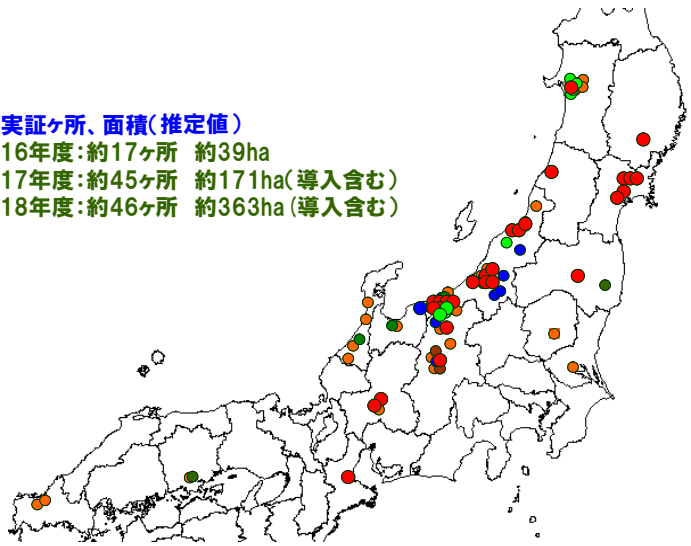 実証ヶ所、面積(推定値)
16年度:約17ヶ所 約39ha
17年度:約45ヶ所 約171ha(導入含む)
18年度:約46ヶ所 約363ha(導入含む)